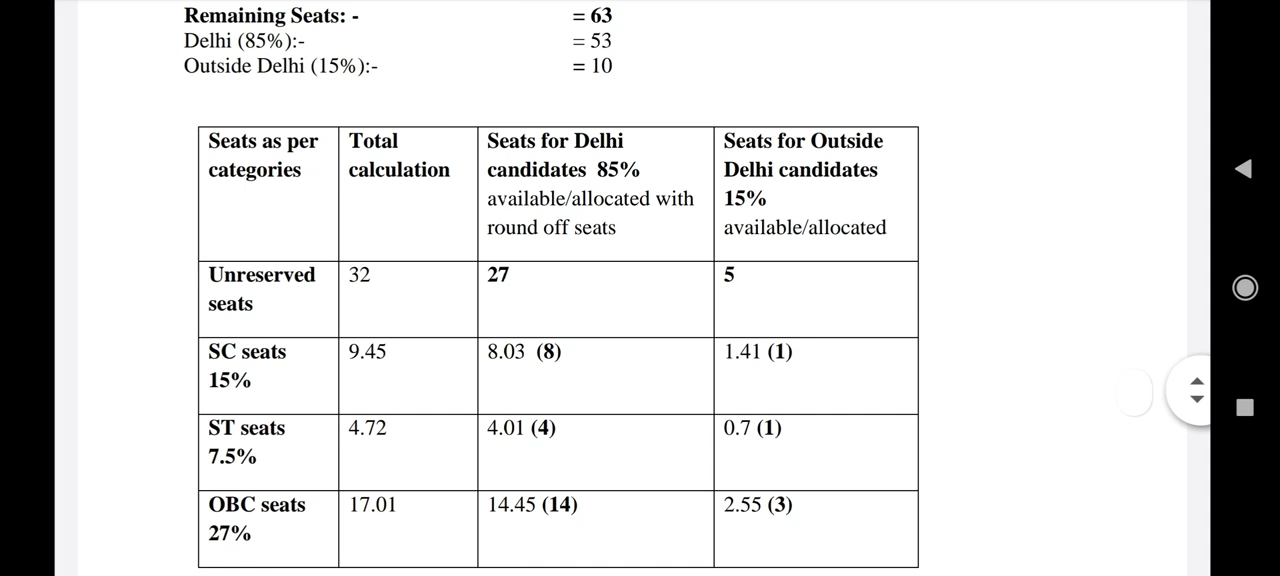 Remaining Seats: - = 63
Delhi (85%):- = 53
Outside Delhi (15%):- = 10
Seats as per categories | Total calculation | Seats for Delhi candidates 85% available/allocated with round off seats | Seats for Outside Delhi candidates 15% available/allocated
Unreserved seats | 32 | 27 | 5
SC seats 15% | 9.45 | 8.03 (8) | 1.41 (1)
ST seats 7.5% | 4.72 | 4.01 (4) | 0.7 (1)
OBC seats 27% | 17.01 | 14.45 (14) | 2.55 (3)